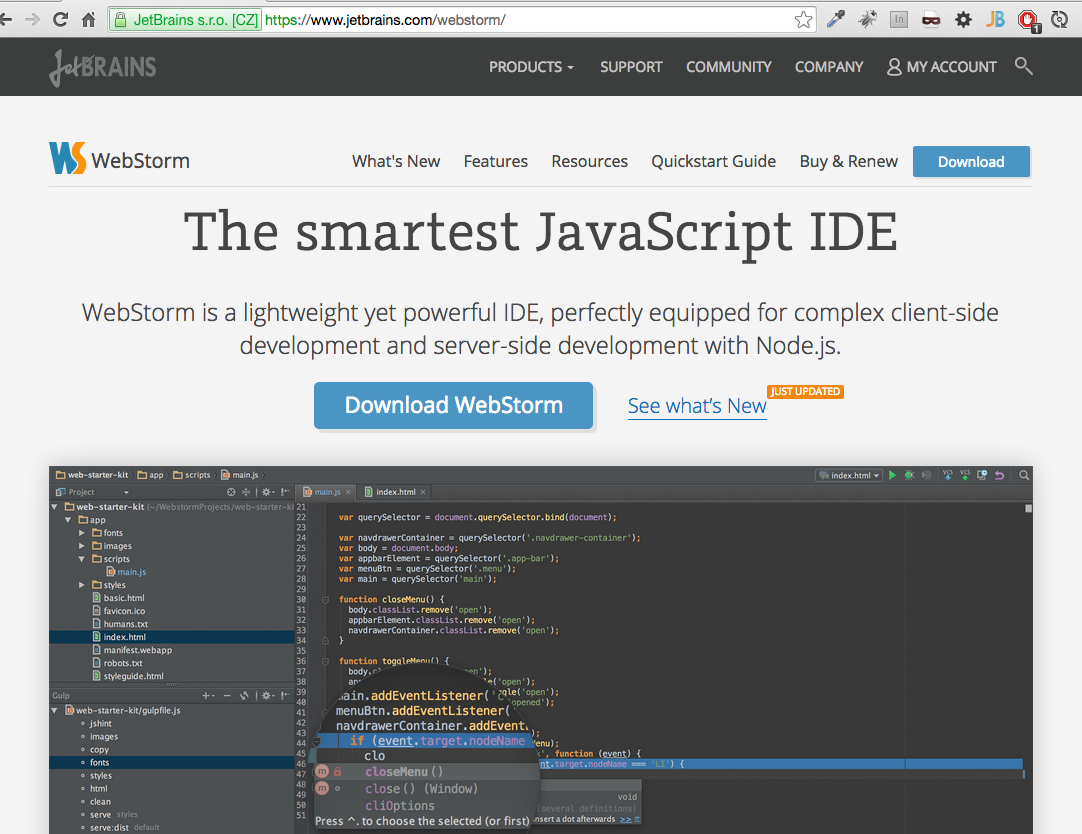 JetBrains s.r.o. [CZ] https://www.jetbrains.com/webstorm/
JETBRAINS PRODUCTS SUPPORT COMMUNITY COMPANY MY ACCOUNT
WS WebStorm What's New Features Resources Quickstart Guide Buy & Renew Download
The smartest JavaScript IDE
WebStorm is a lightweight yet powerful IDE, perfectly equipped for complex client-side
development and server-side development with Node.js.
Download WebStorm See what's New JUST UPDATED
web-starter-kit app scripts main.js index.html
Project main.js index.html
web-starter-kit (~/WebstormProjects/web-starter-ki
app
fonts
images
scripts
main.js
styles
basic.html
favicon.ico
humans.txt
index.html
manifest.webapp
robots.txt
styleguide.html
Gulp
web-starter-kit/gulpfile.js
jshint
images
copy
fonts
styles
html
clean
serve styles
serve:dist default
21
22 var querySelector = document.querySelector.bind(document);
23
24 var navdrawerContainer = querySelector('.navdrawer-container');
25 var body = document.body;
26 var appbarElement = querySelector('.app-bar');
27 var menuBtn = querySelector('.menu');
28 var main = querySelector('main');
29
30 function closeMenu() {
31 body.classList.remove('open');
32 appbarElement.classList.remove('open');
33 navdrawerContainer.classList.remove('open');
34 }
35
36 function toggleMenu() {
37 body.cl en');
38 ap gle('open');
39 le('open');
40 opened');
41
42
43
44 enu);
45 k', function (event) {
46 nt.target.nodeName === 'LI') {
47
48
49
50
51
main.addEventListener('c
menuBtn.addEventListener('
navdrawerContainer.addEventL
if (event.target.nodeName
clo
m closeMenu()
m close() (Window)
cliOptions
Press ^. to choose the selected (or first)
void
(several definitions)
insert a dot afterwards >> π